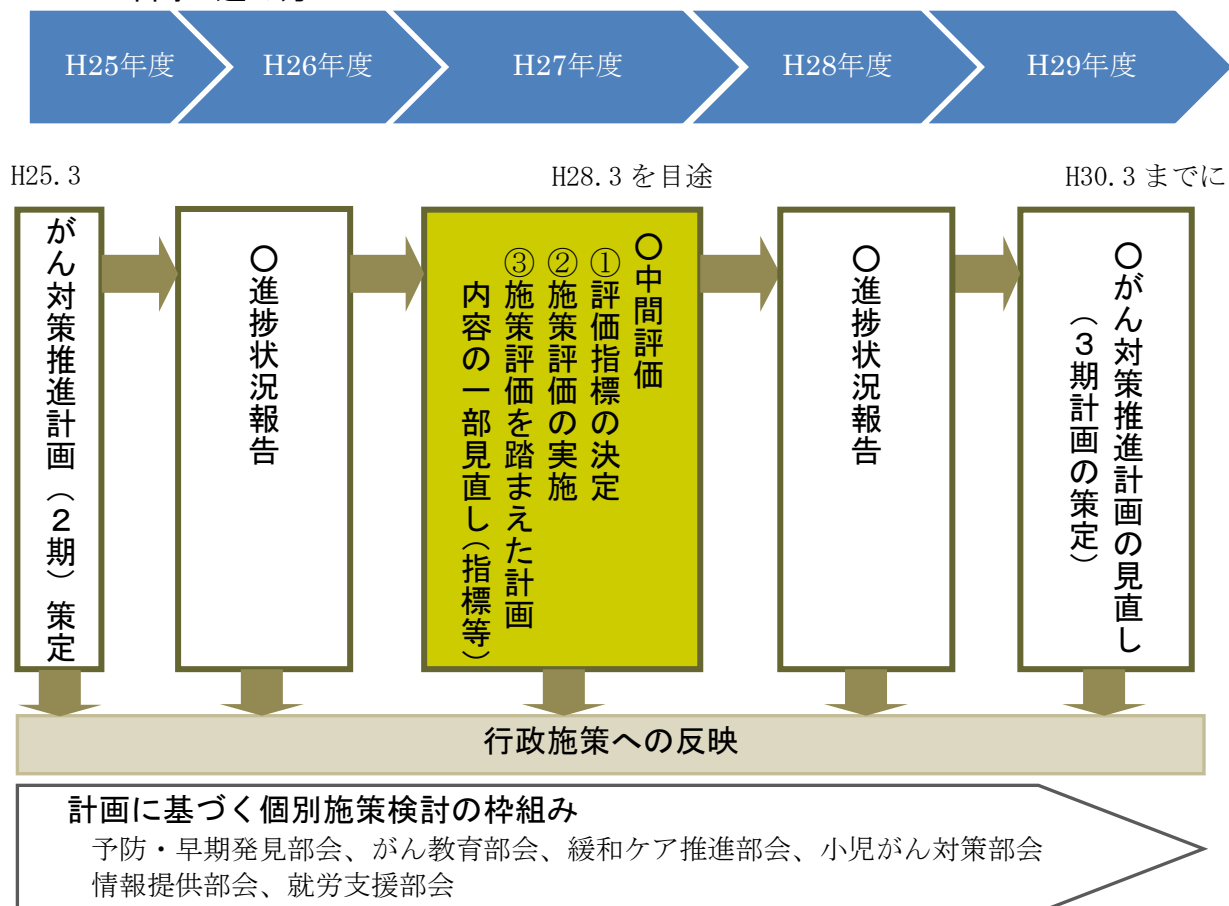 H25年度
H26年度
H27年度
H28年度
H29年度
H25.3
H28.3 を目途
H30.3 までに
がん対策推進計画（２期）策定
〇進捗状況報告
〇中間評価
①評価指標の決定
②施策評価の実施
③施策評価を踏まえた計画
内容の一部見直し（指標等）
〇進捗状況報告
〇がん対策推進計画の見直し
（３期計画の策定）
行政施策への反映
計画に基づく個別施策検討の枠組み
予防・早期発見部会、がん教育部会、緩和ケア推進部会、小児がん対策部会
情報提供部会、就労支援部会